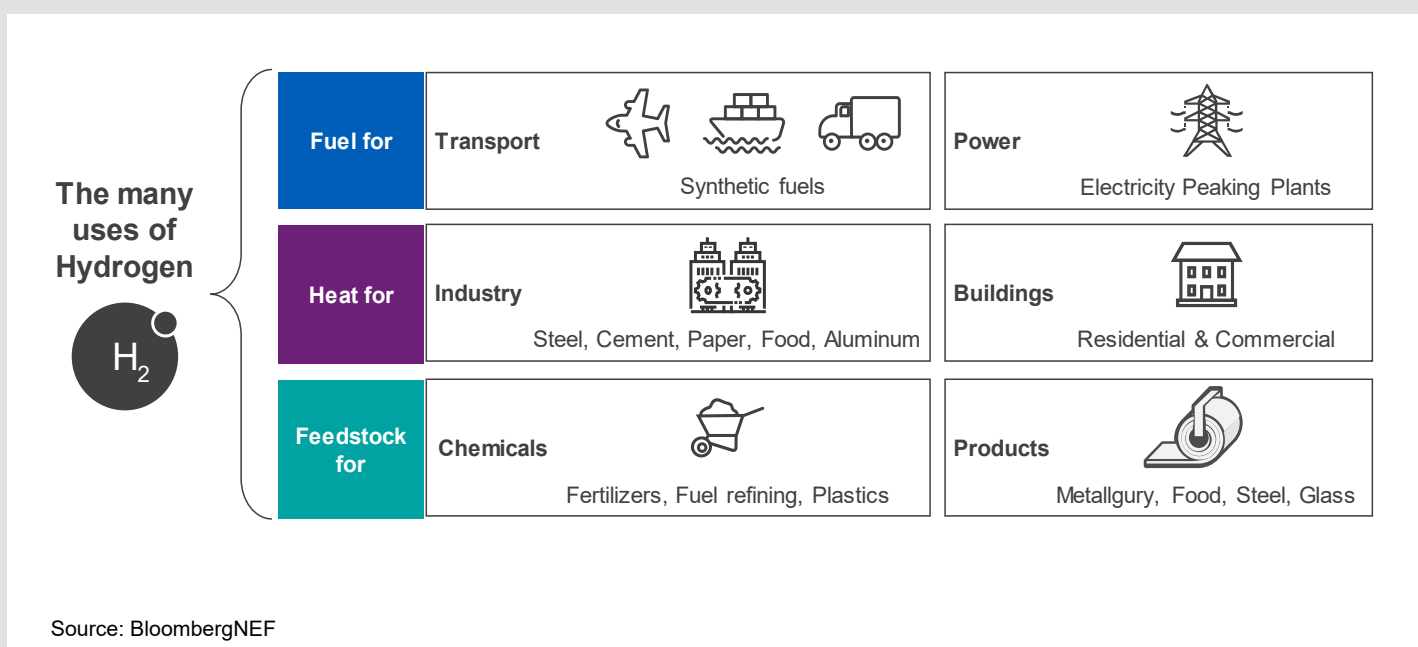 The many
uses of
Hydrogen
H2
Fuel for
Transport
Synthetic fuels
Power
Electricity Peaking Plants
Heat for
Industry
Steel, Cement, Paper, Food, Aluminum
Buildings
Residential & Commercial
Feedstock
for
Chemicals
Fertilizers, Fuel refining, Plastics
Products
Metallgury, Food, Steel, Glass
Source: BloombergNEF